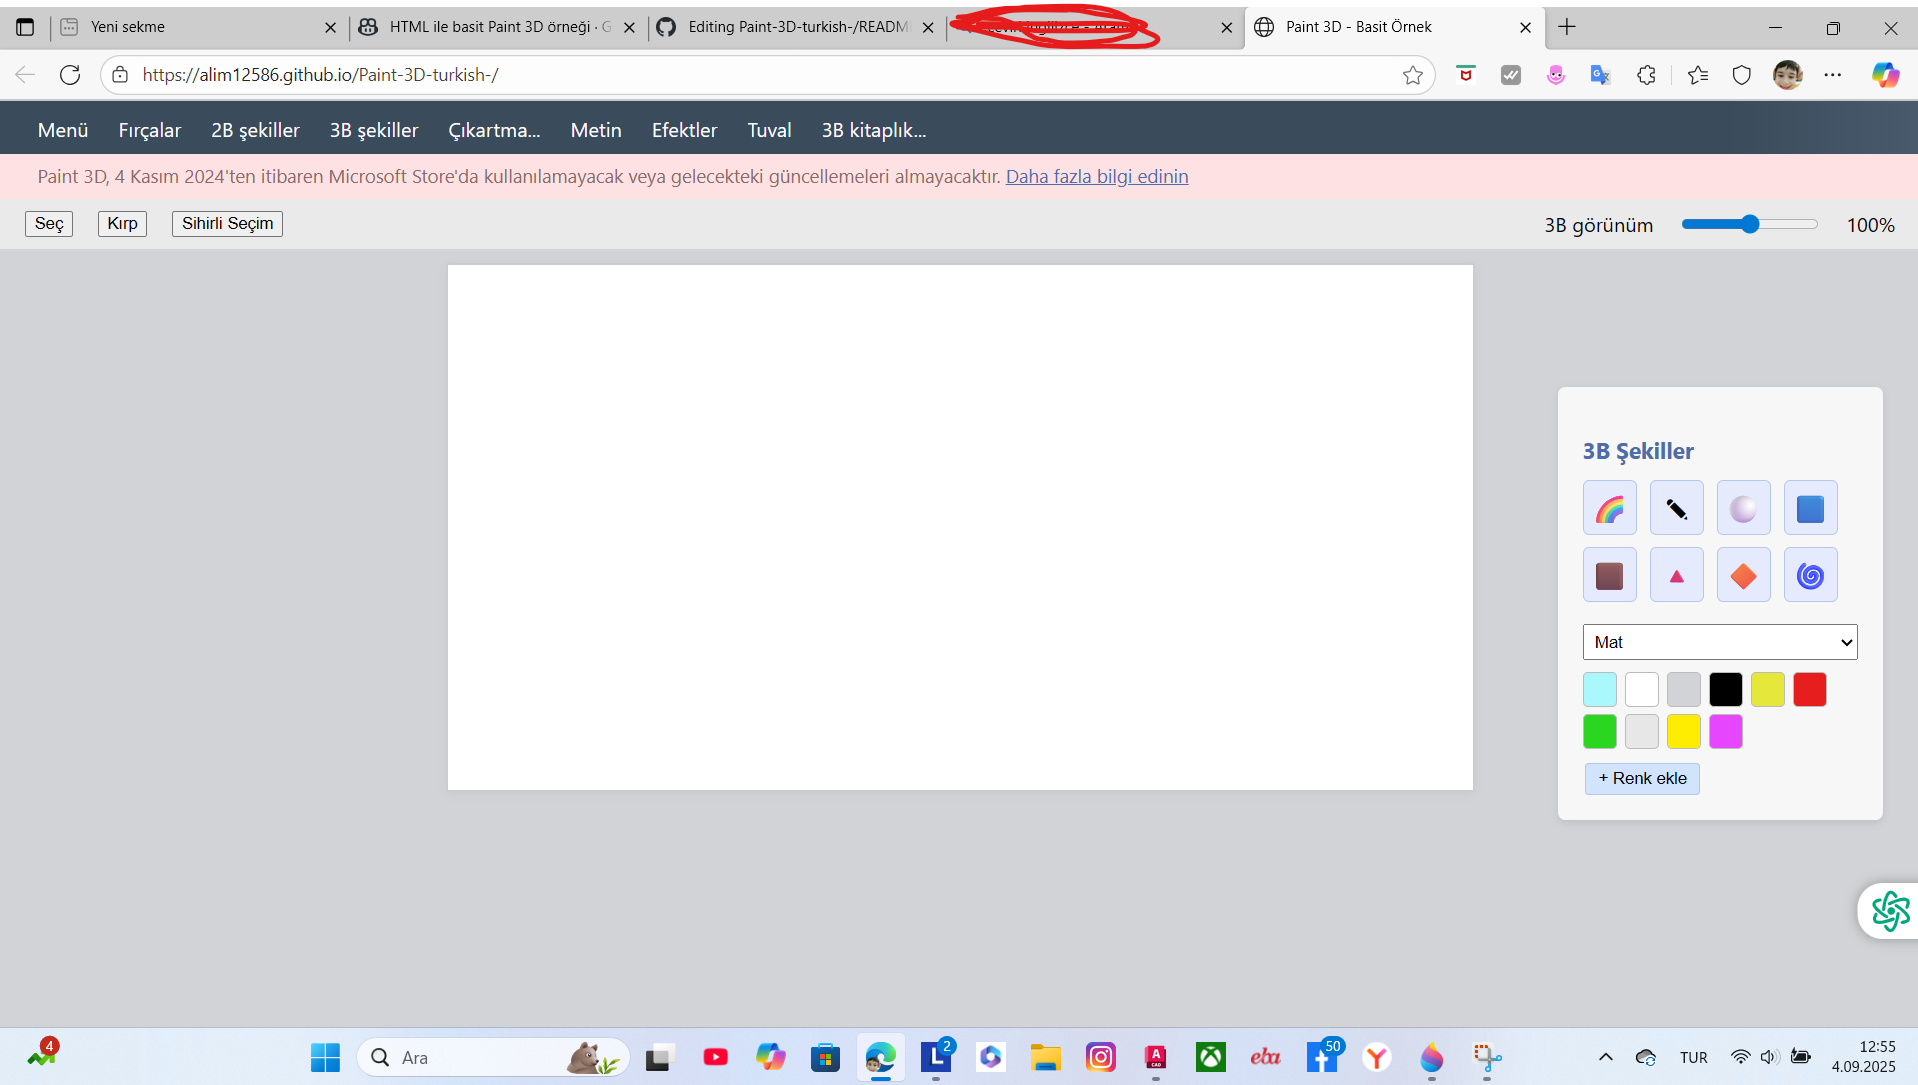 Yeni sekme
HTML ile basit Paint 3D örneği · G
Editing Paint-3D-turkish-/READM
Paint 3D - Basit Örnek
https://alim12586.github.io/Paint-3D-turkish-/
Menü Fırçalar 2B şekiller 3B şekiller Çıkartma... Metin Efektler Tuval 3B kitaplık...
Paint 3D, 4 Kasım 2024'ten itibaren Microsoft Store'da kullanılamayacak veya gelecekteki güncellemeleri almayacaktır. Daha fazla bilgi edinin
Seç Kırp Sihirli Seçim 3B görünüm 100%
3B Şekiller
Mat
+ Renk ekle
4
Ara
L 2
A CAD
eba
50
TUR
12:55
4.09.2025